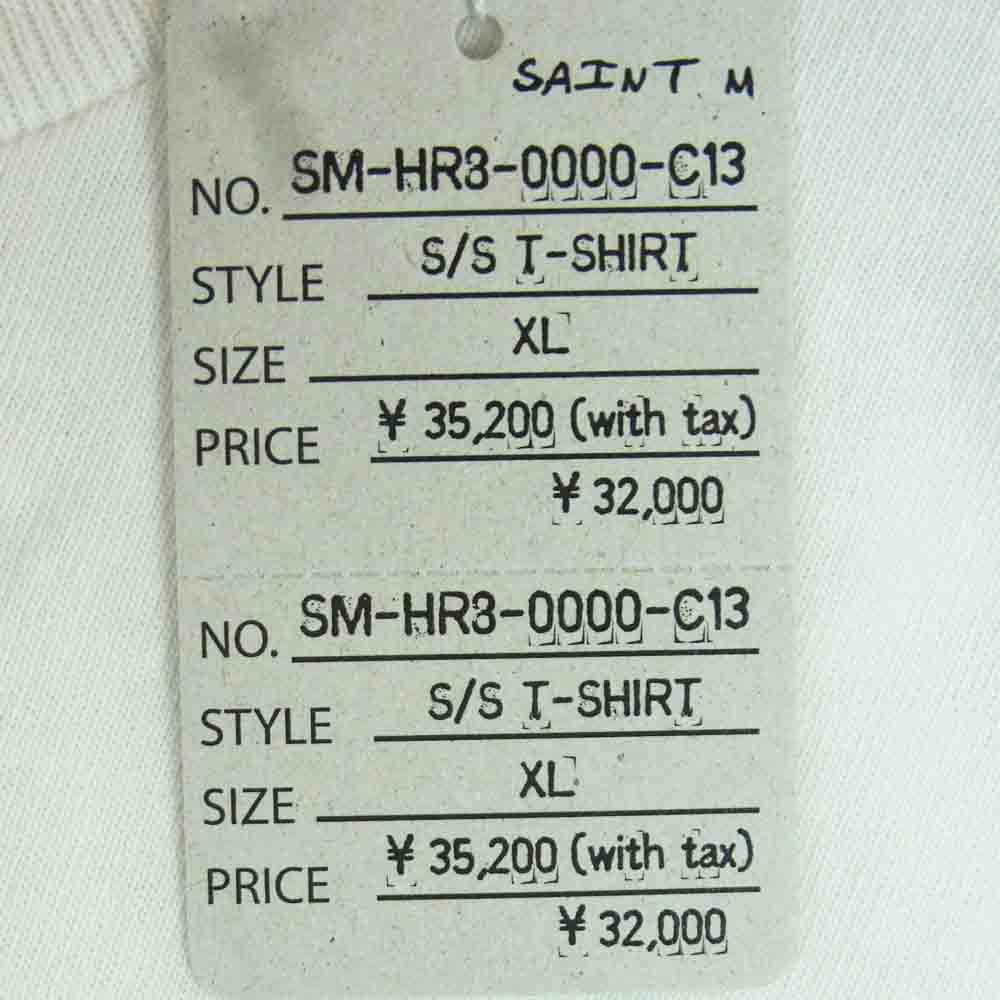 SAINT M
NO. SM-HR3-0000-C13
STYLE S/S T-SHIRT
SIZE XL
PRICE ¥ 35,200 (with tax)
¥ 32,000
NO. SM-HR3-0000-C13
STYLE S/S T-SHIRT
SIZE XL
PRICE ¥ 35,200 (with tax)
¥ 32,000